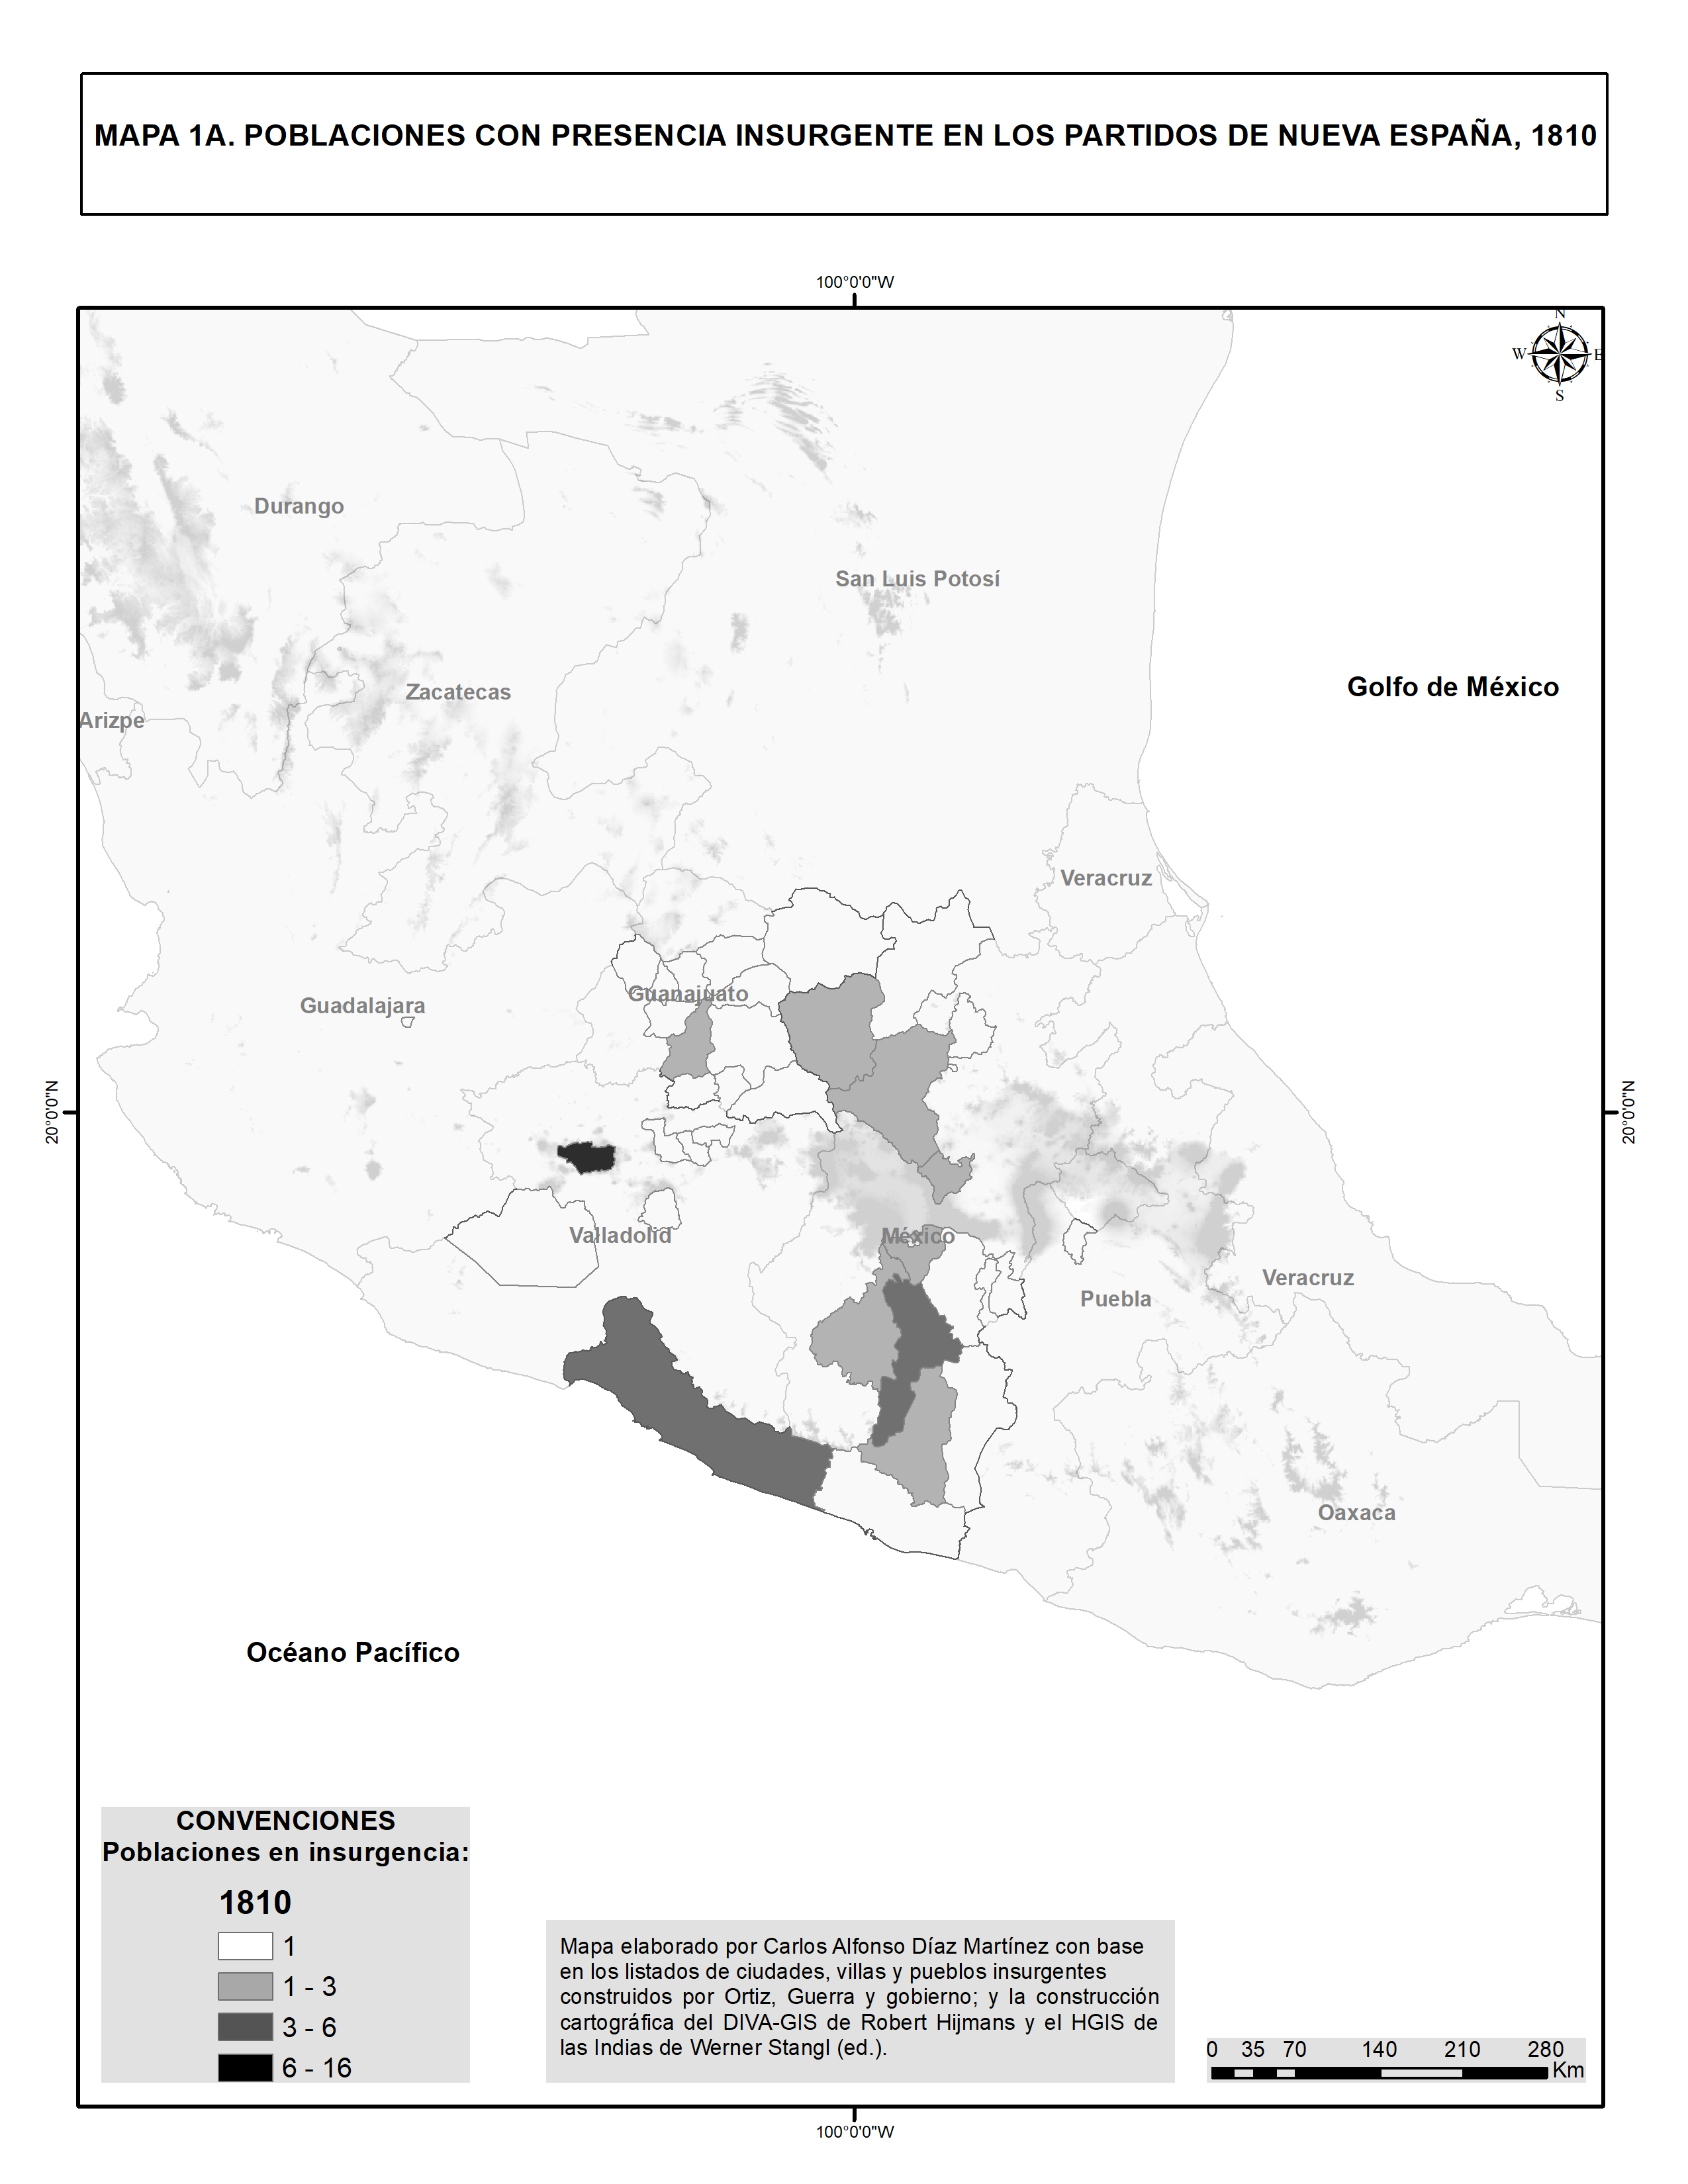 MAPA 1A. POBLACIONES CON PRESENCIA INSURGENTE EN LOS PARTIDOS DE NUEVA ESPAÑA, 1810
100°0'0"W
N
W
E
S
Durango
San Luis Potosí
Golfo de México
Zacatecas
Arizpe
Veracruz
Guanajuato
Guadalajara
20°0'0"N
20°0'0"N
Valladolid
México
Veracruz
Puebla
Oaxaca
Océano Pacífico
CONVENCIONES
Poblaciones en insurgencia:
1810
1
1 - 3
3 - 6
6 - 16
Mapa elaborado por Carlos Alfonso Díaz Martínez con base
en los listados de ciudades, villas y pueblos insurgentes
construidos por Ortiz, Guerra y gobierno; y la construcción
cartográfica del DIVA-GIS de Robert Hijmans y el HGIS de
las Indias de Werner Stangl (ed.).
0 35 70 140 210 280
Km
100°0'0"W